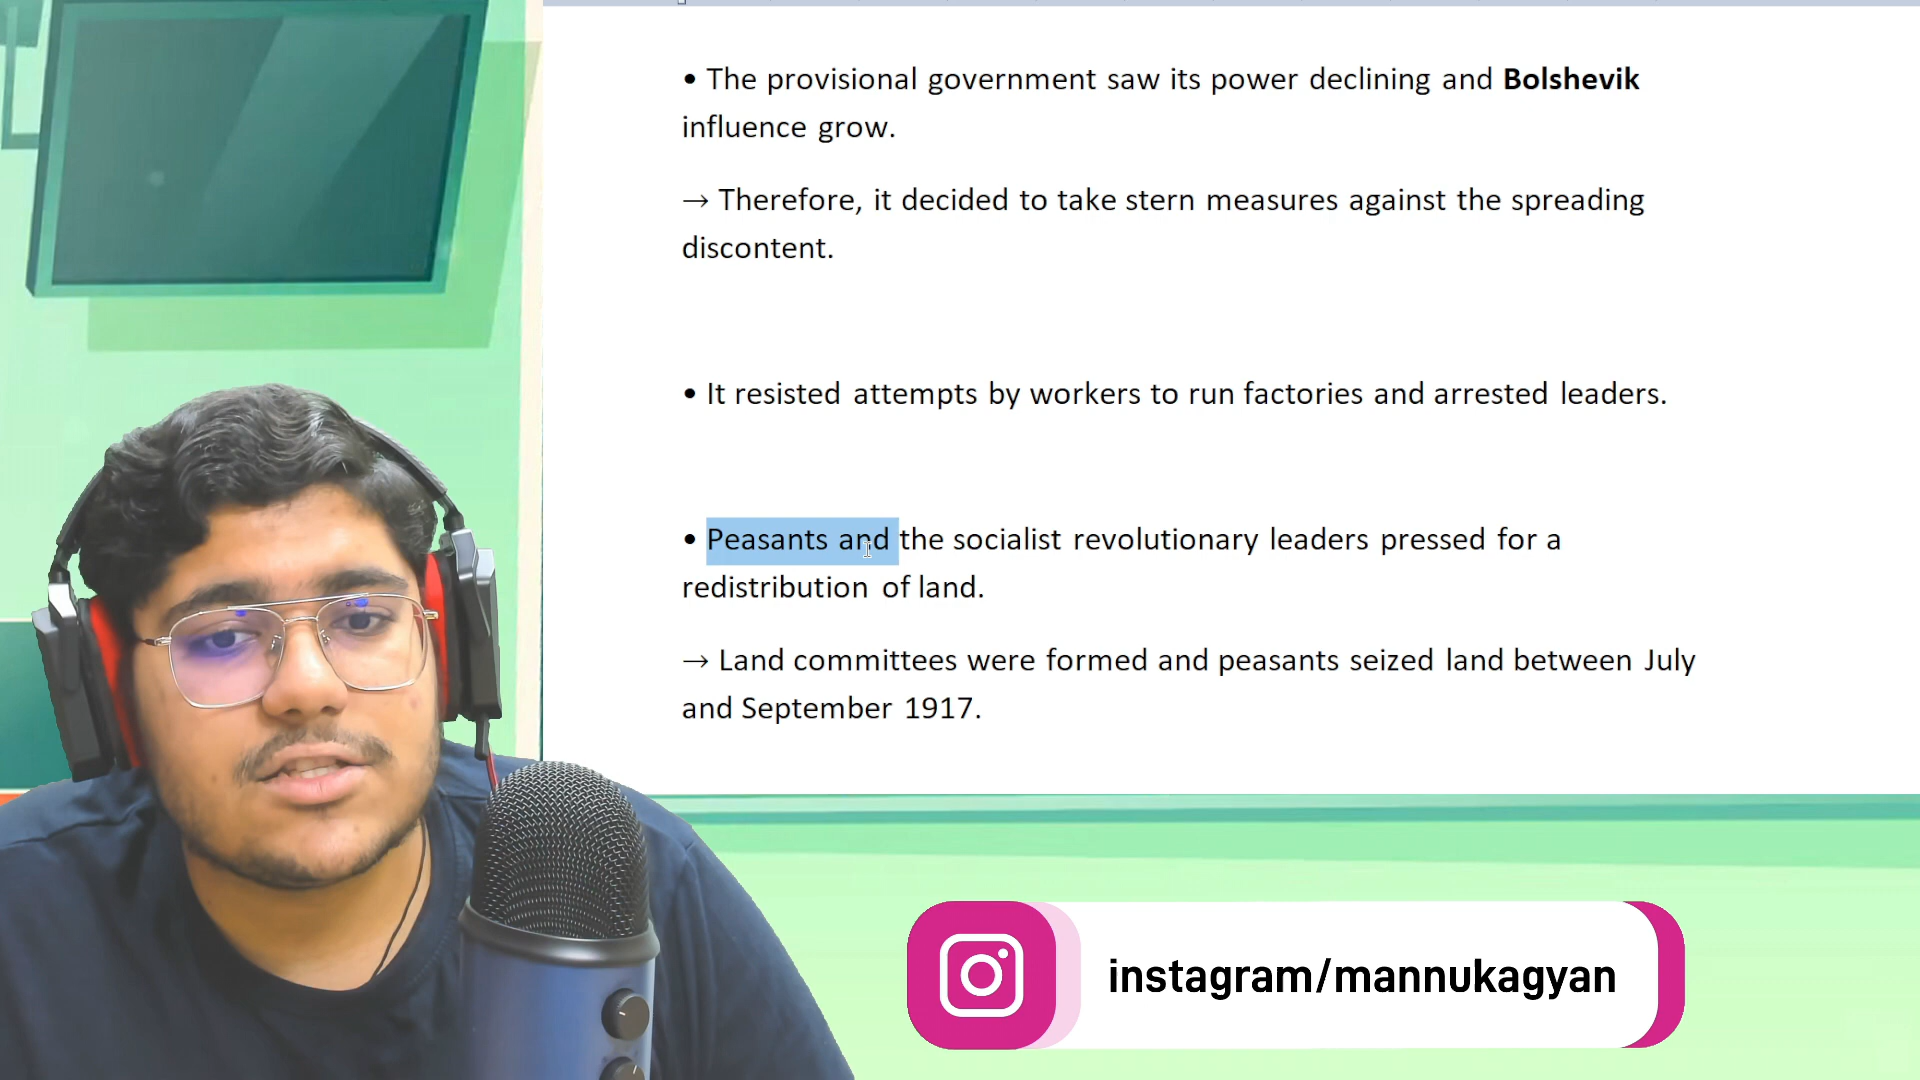 • The provisional government saw its power declining and Bolshevik
influence grow.
→ Therefore, it decided to take stern measures against the spreading
discontent.
• It resisted attempts by workers to run factories and arrested leaders.
• Peasants and the socialist revolutionary leaders pressed for a
redistribution of land.
→ Land committees were formed and peasants seized land between July
and September 1917.
instagram/mannukagyan